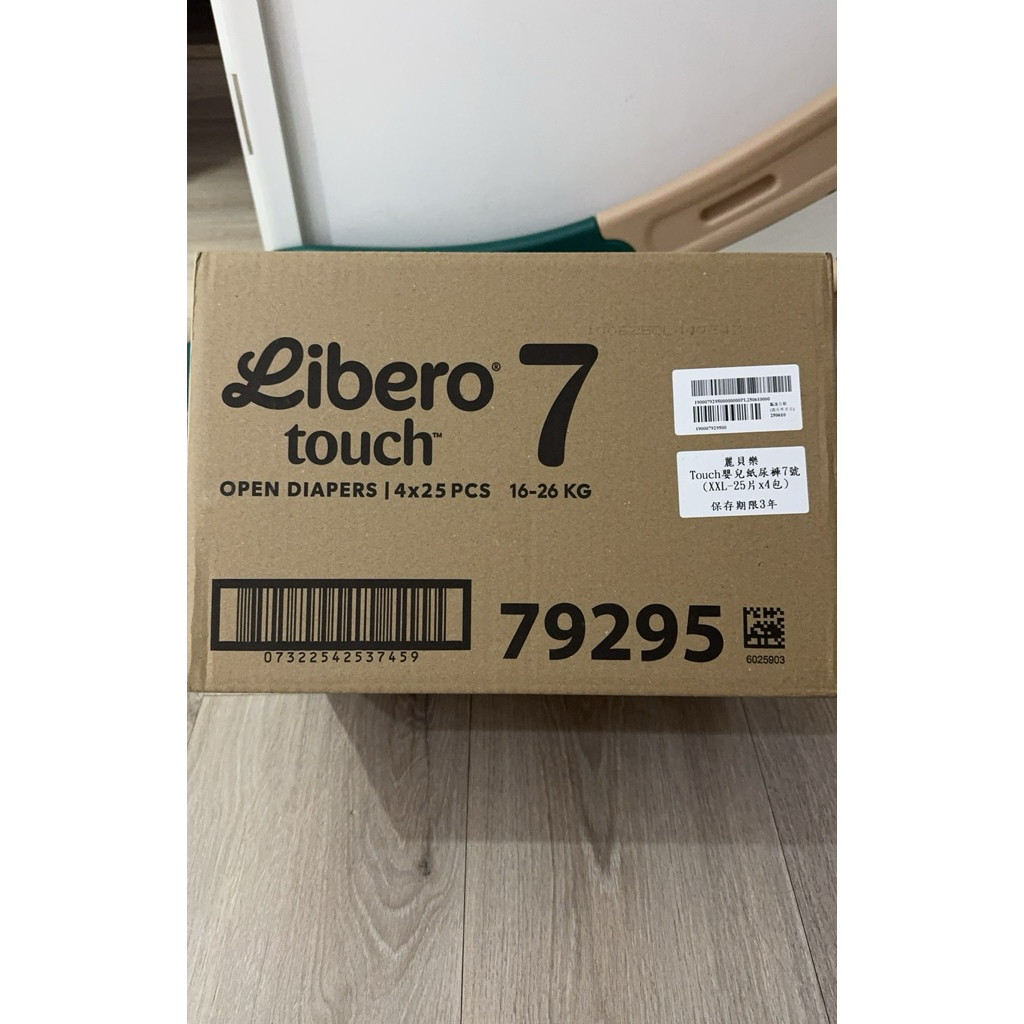 Libero® 7
touch™
OPEN DIAPERS | 4x25 PCS 16-26 KG
190007929500
250610
麗貝樂
Touch嬰兒紙尿褲7號
(XXL-25片x4包)
保存期限3年
07322542537459
79295
6025903